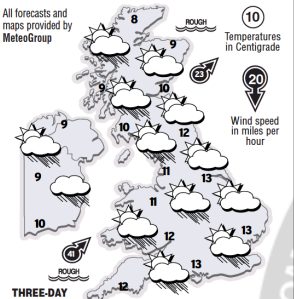 All forecasts and
maps provided by
MeteoGroup
8
ROUGH
10
Temperatures
in Centigrade
9
23
20
Wind speed
in miles per
hour
9
10
9
10
12
9
11
13
11
10
12
13
41
ROUGH
13
12
THREE-DAY